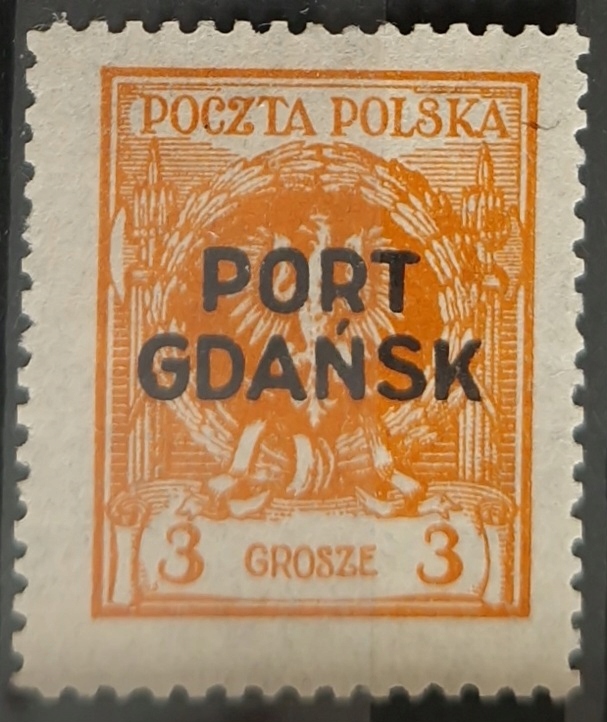 POCZTA POLSKA
PORT
GDAŃSK
3 GROSZE 3